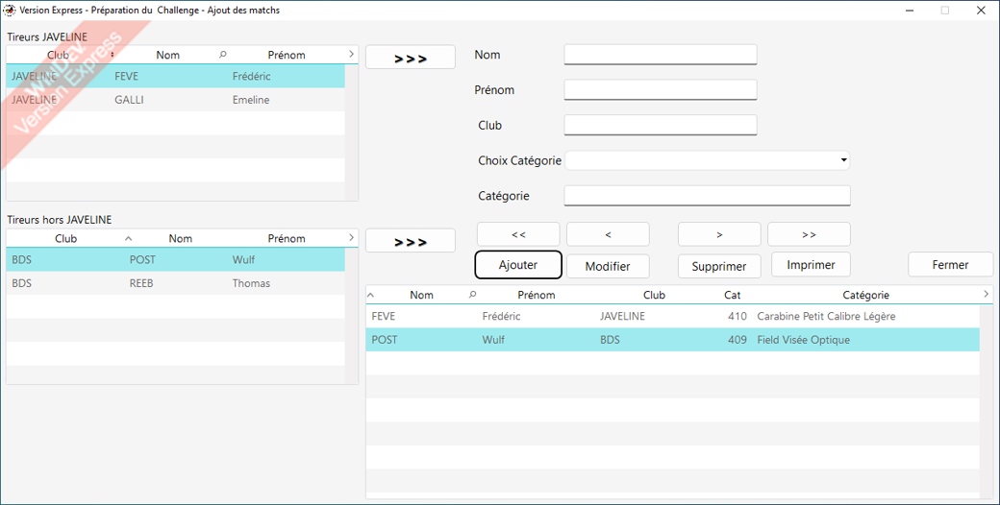 Version Express - Préparation du Challenge - Ajout des matchs
WINDEV
Version Express
Tireurs JAVELINE
Club Nom Prénom
JAVELINE FEVE Frédéric
JAVELINE GALLI Emeline
>>>
Nom
Prénom
Club
Choix Catégorie
Catégorie
Tireurs hors JAVELINE
Club Nom Prénom
BDS POST Wulf
BDS REEB Thomas
>>>
<< < > >>
Ajouter Modifier Supprimer Imprimer Fermer
Nom Prénom Club Cat Catégorie
FEVE Frédéric JAVELINE 410 Carabine Petit Calibre Légère
POST Wulf BDS 409 Field Visée Optique